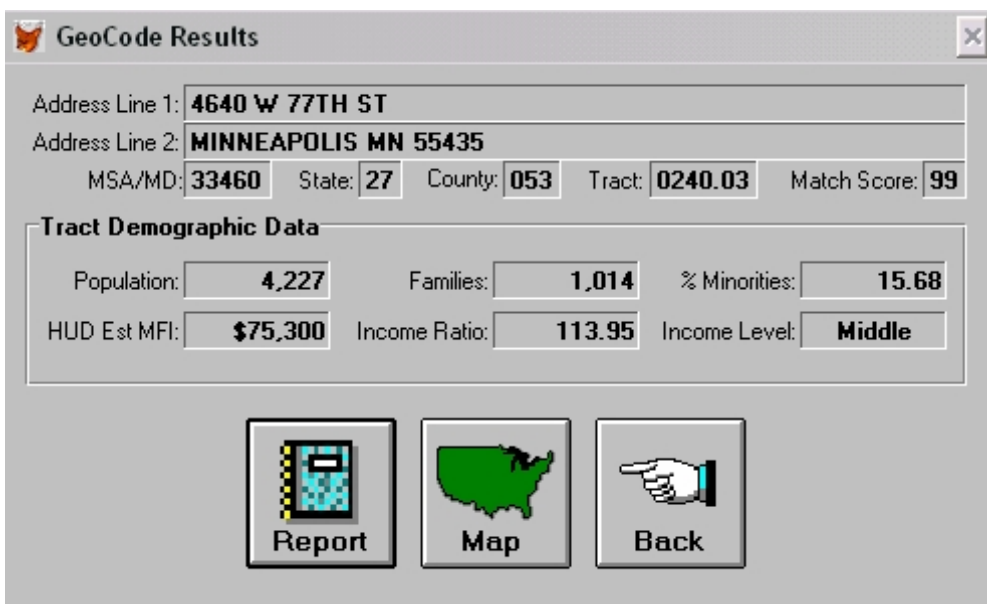 GeoCode Results
Address Line 1: 4640 W 77TH ST
Address Line 2: MINNEAPOLIS MN 55435
MSA/MD: 33460 State: 27 County: 053 Tract: 0240.03 Match Score: 99
Tract Demographic Data
Population: 4,227 Families: 1,014 % Minorities: 15.68
HUD Est MFI: $75,300 Income Ratio: 113.95 Income Level: Middle
Report Map Back